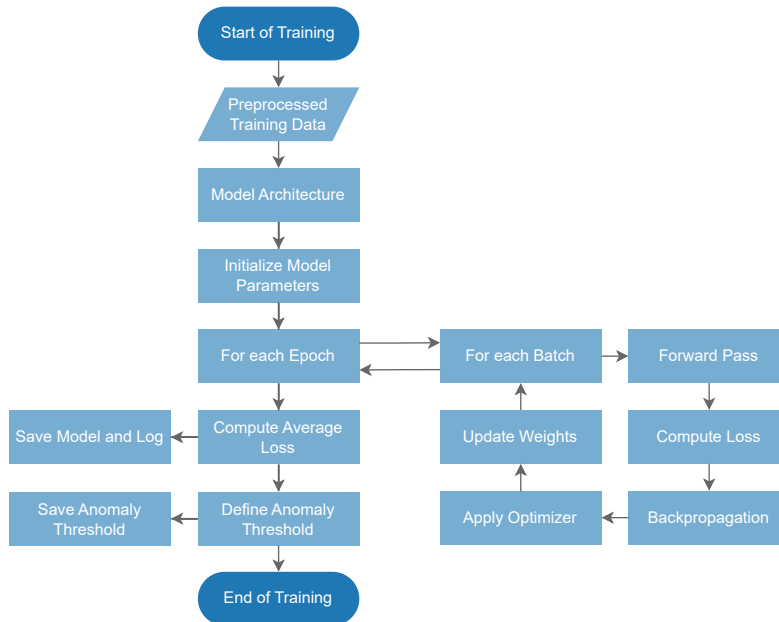 Start of Training
Preprocessed
Training Data
Model Architecture
Initialize Model
Parameters
For each Epoch
For each Batch
Forward Pass
Save Model and Log
Compute Average
Loss
Update Weights
Compute Loss
Save Anomaly
Threshold
Define Anomaly
Threshold
Apply Optimizer
Backpropagation
End of Training